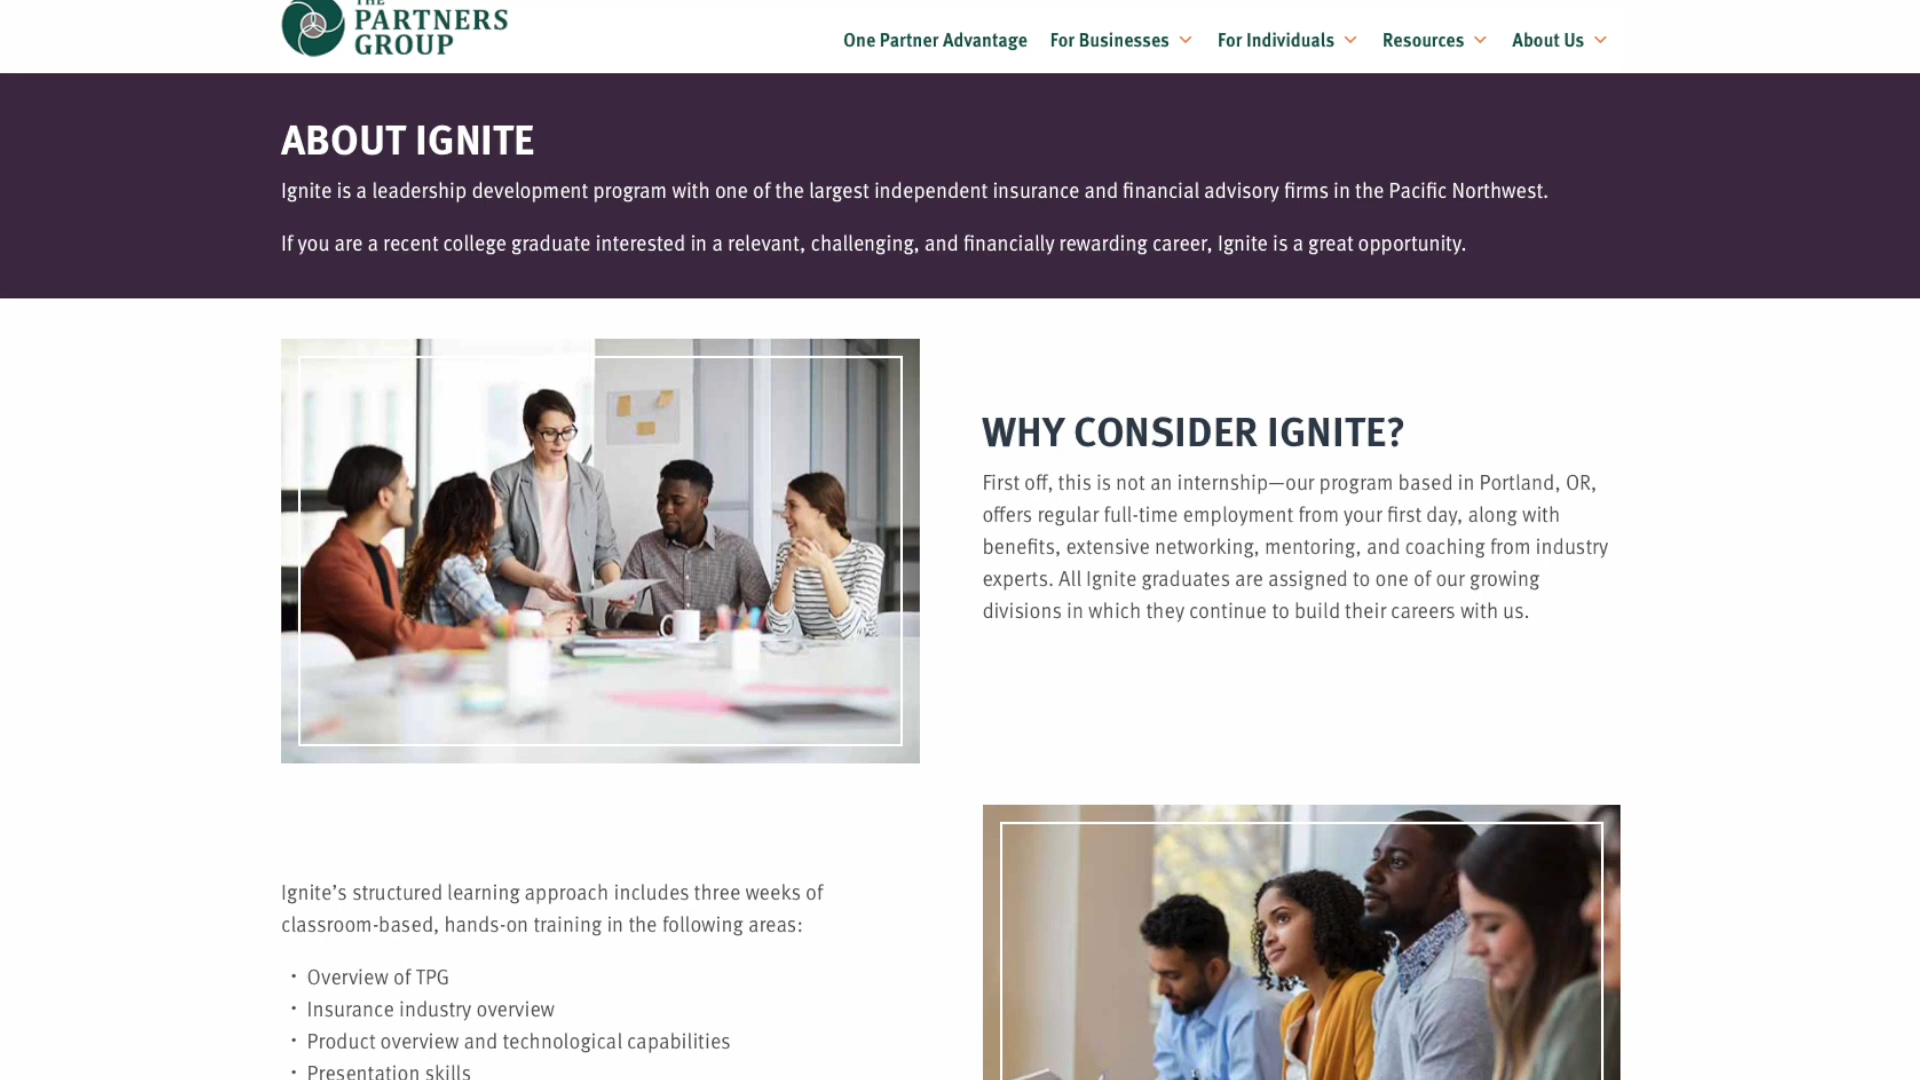 THE
PARTNERS
GROUP
One Partner Advantage
For Businesses
For Individuals
Resources
About Us
ABOUT IGNITE
Ignite is a leadership development program with one of the largest independent insurance and financial advisory firms in the Pacific Northwest.
If you are a recent college graduate interested in a relevant, challenging, and financially rewarding career, Ignite is a great opportunity.
WHY CONSIDER IGNITE?
First off, this is not an internship—our program based in Portland, OR,
offers regular full-time employment from your first day, along with
benefits, extensive networking, mentoring, and coaching from industry
experts. All Ignite graduates are assigned to one of our growing
divisions in which they continue to build their careers with us.
Ignite’s structured learning approach includes three weeks of
classroom-based, hands-on training in the following areas:
· Overview of TPG
· Insurance industry overview
· Product overview and technological capabilities
· Presentation skills